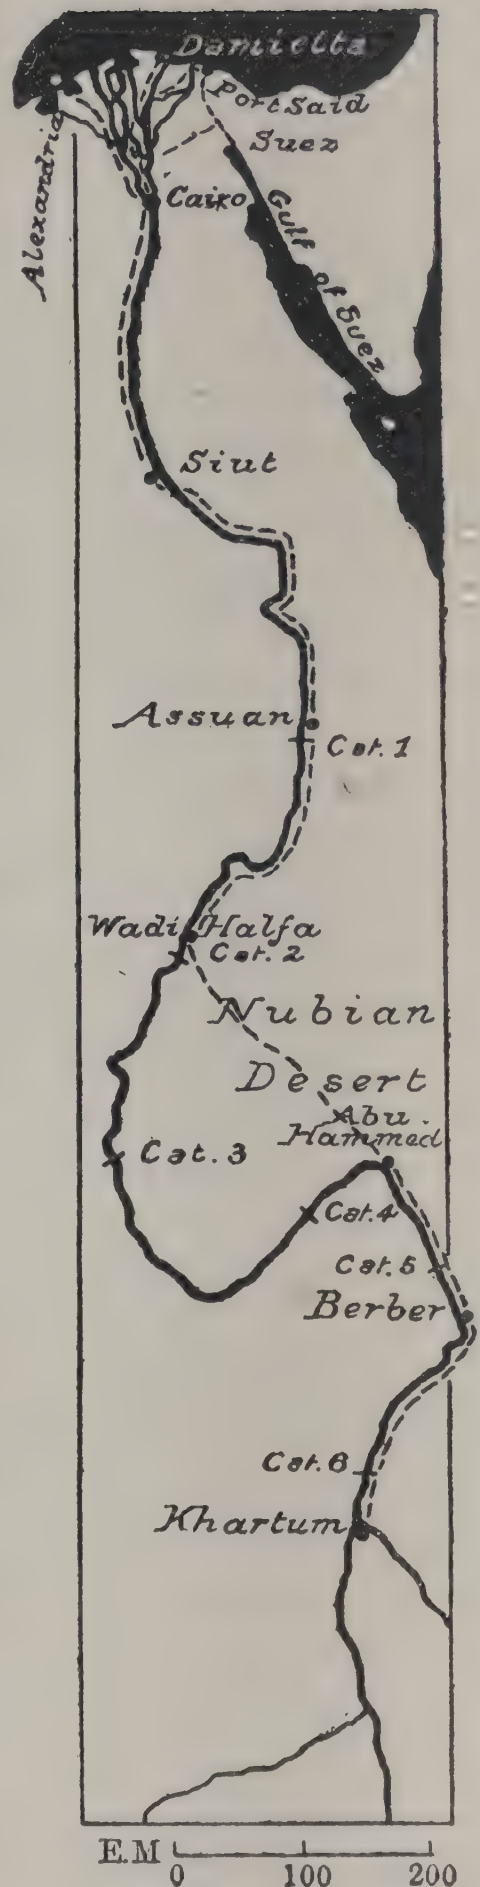 Damietta
Port Said
Suez
Alexandria
Cairo
Gulf of Suez
Siut
Assuan
Cat. 1
Wadi Halfa
Cat. 2
Nubian
Desert
Abu
Hammed
Cat. 3
Cat. 4
Cat. 5
Berber
Cat. 6
Khartum
E.M
0 100 200